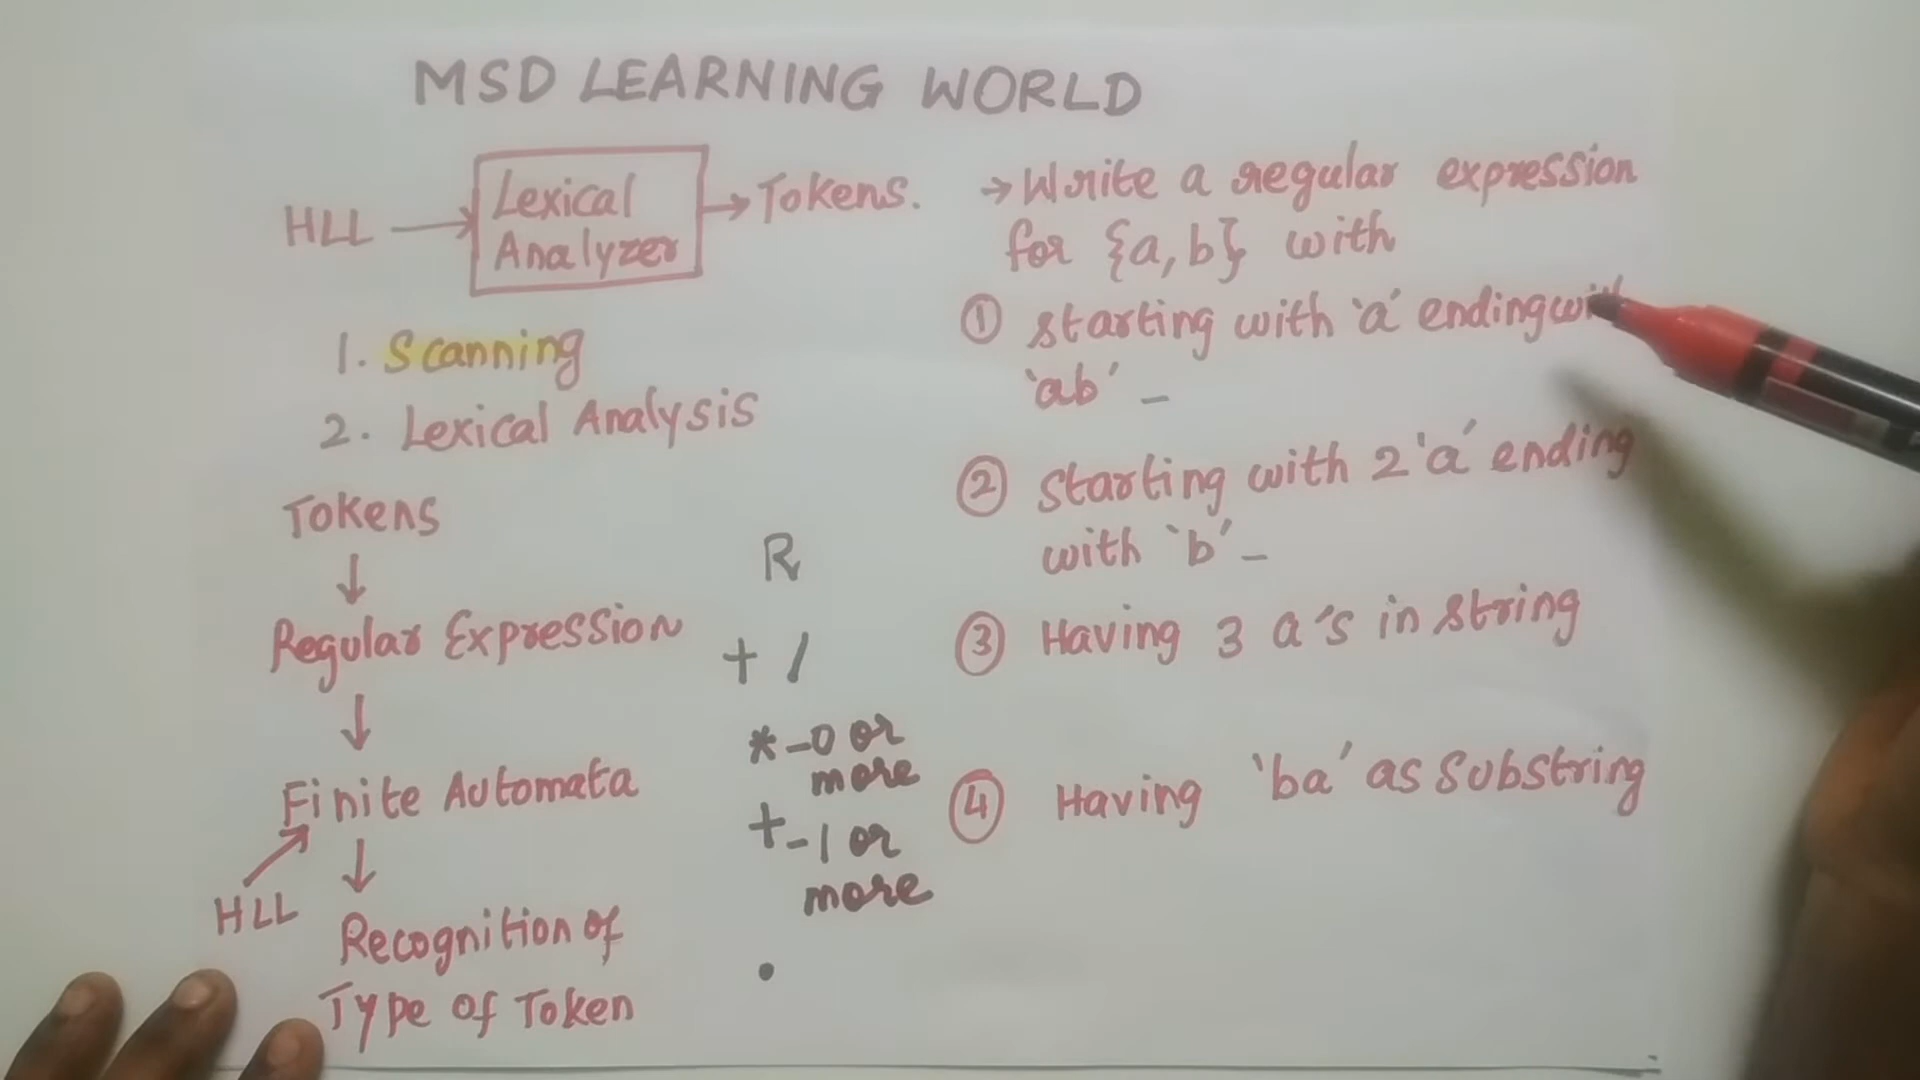 MSD LEARNING WORLD
HLL → Lexical Analyzer → Tokens.
1. Scanning
2. Lexical Analysis
Tokens
↓
Regular Expression
↓
Finite Automata
HLL
↓
Recognition of
Type of Token
R
+ /
* - 0 or
more
+ - 1 or
more
.
→ Write a regular expression
for {a, b} with
① starting with 'a' ending with
'ab' -
② starting with 2 'a' ending
with 'b' -
③ Having 3 a's in string
④ Having 'ba' as substring